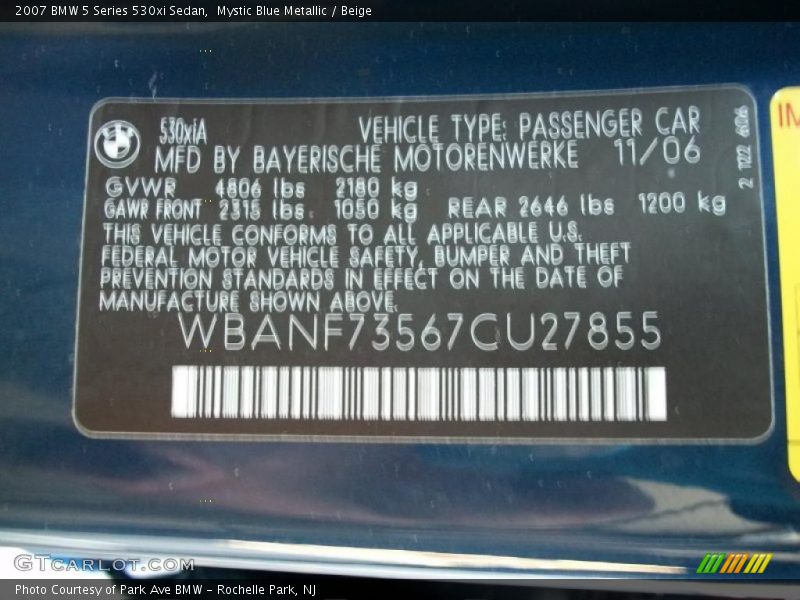 2007 BMW 5 Series 530xi Sedan,  Mystic Blue Metallic / Beige
530xiA
VEHICLE TYPE: PASSENGER CAR
MFD BY BAYERISCHE MOTORENWERKE 11/06
GVWR 4806 lbs 2180 kg
GAWR FRONT 2315 lbs 1050 kg REAR 2646 lbs 1200 kg
THIS VEHICLE CONFORMS TO ALL APPLICABLE U.S.
FEDERAL MOTOR VEHICLE SAFETY, BUMPER AND THEFT
PREVENTION STANDARDS IN EFFECT ON THE DATE OF
MANUFACTURE SHOWN ABOVE.
WBANF73567CU27855
IM
GTCARLOT.COM
Photo Courtesy of Park Ave BMW - Rochelle Park, NJ